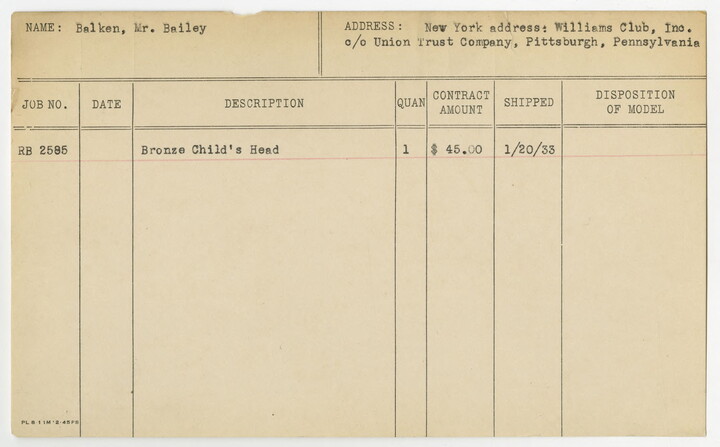 NAME: Balken, Mr. Bailey
ADDRESS: New York address: Williams Club, Inc.
c/o Union Trust Company, Pittsburgh, Pennsylvania
JOB NO. DATE DESCRIPTION QUAN CONTRACT AMOUNT SHIPPED DISPOSITION OF MODEL
RB 2585 Bronze Child's Head 1 $ 45.00 1/20/33